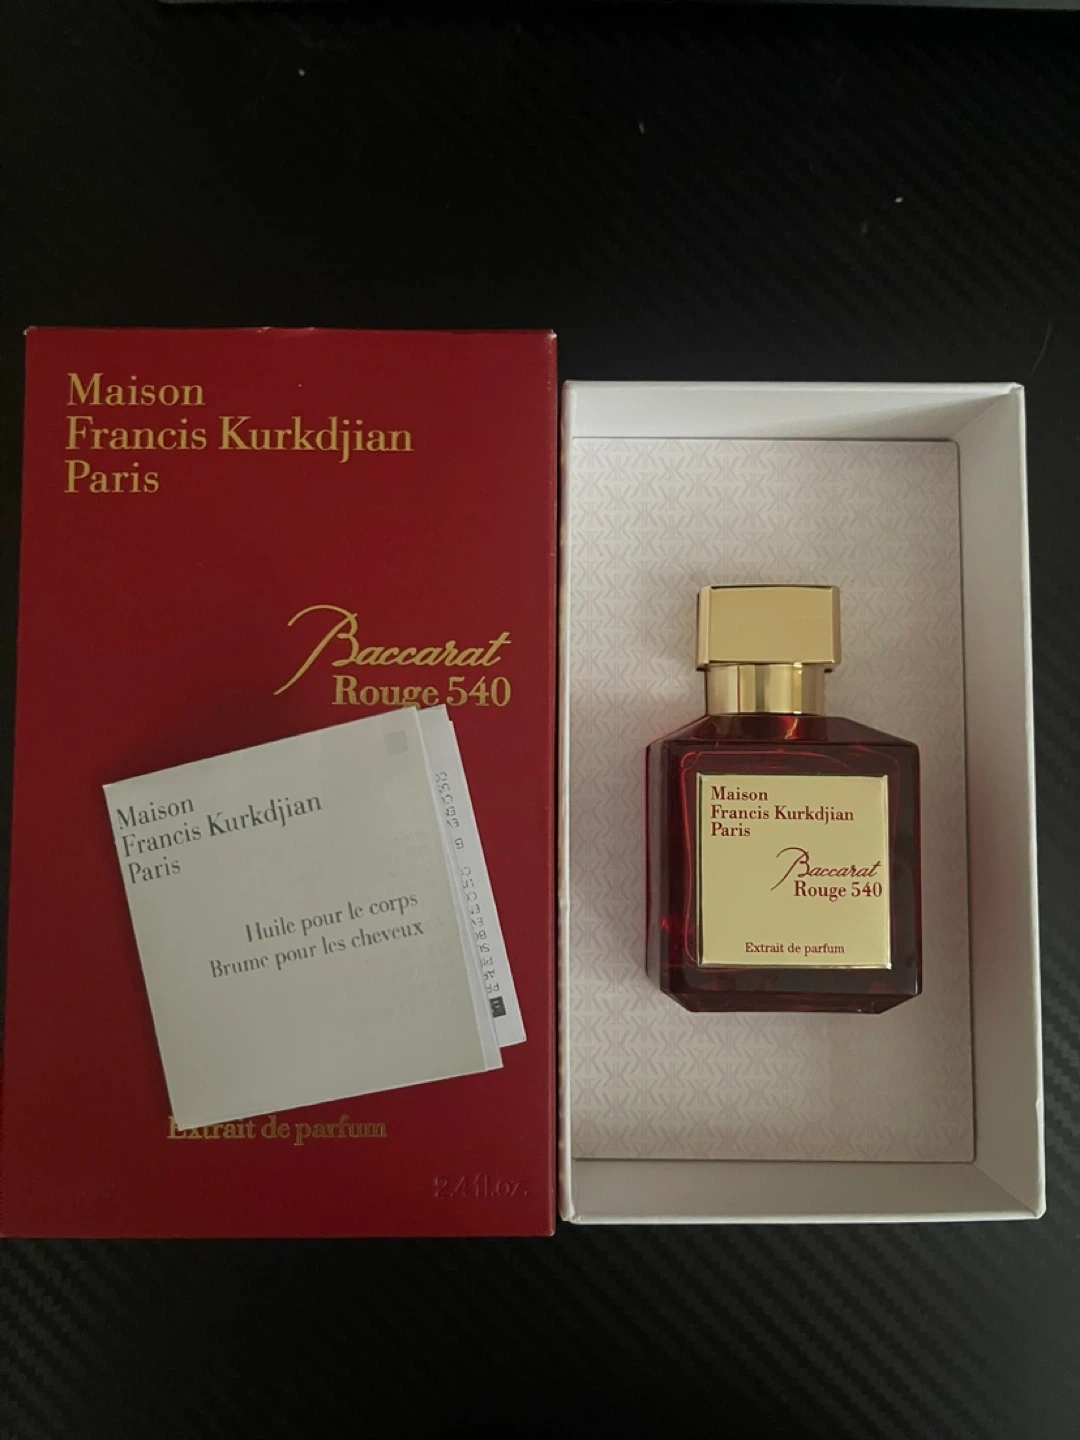 Maison
Francis Kurkdjian
Paris
Baccarat
Rouge 540
Maison
Francis Kurkdjian
Paris
Huile pour le corps
Brume pour les cheveux
Extrait de parfum
2.4 fl.oz.
Maison
Francis Kurkdjian
Paris
Baccarat
Rouge 540
Extrait de parfum